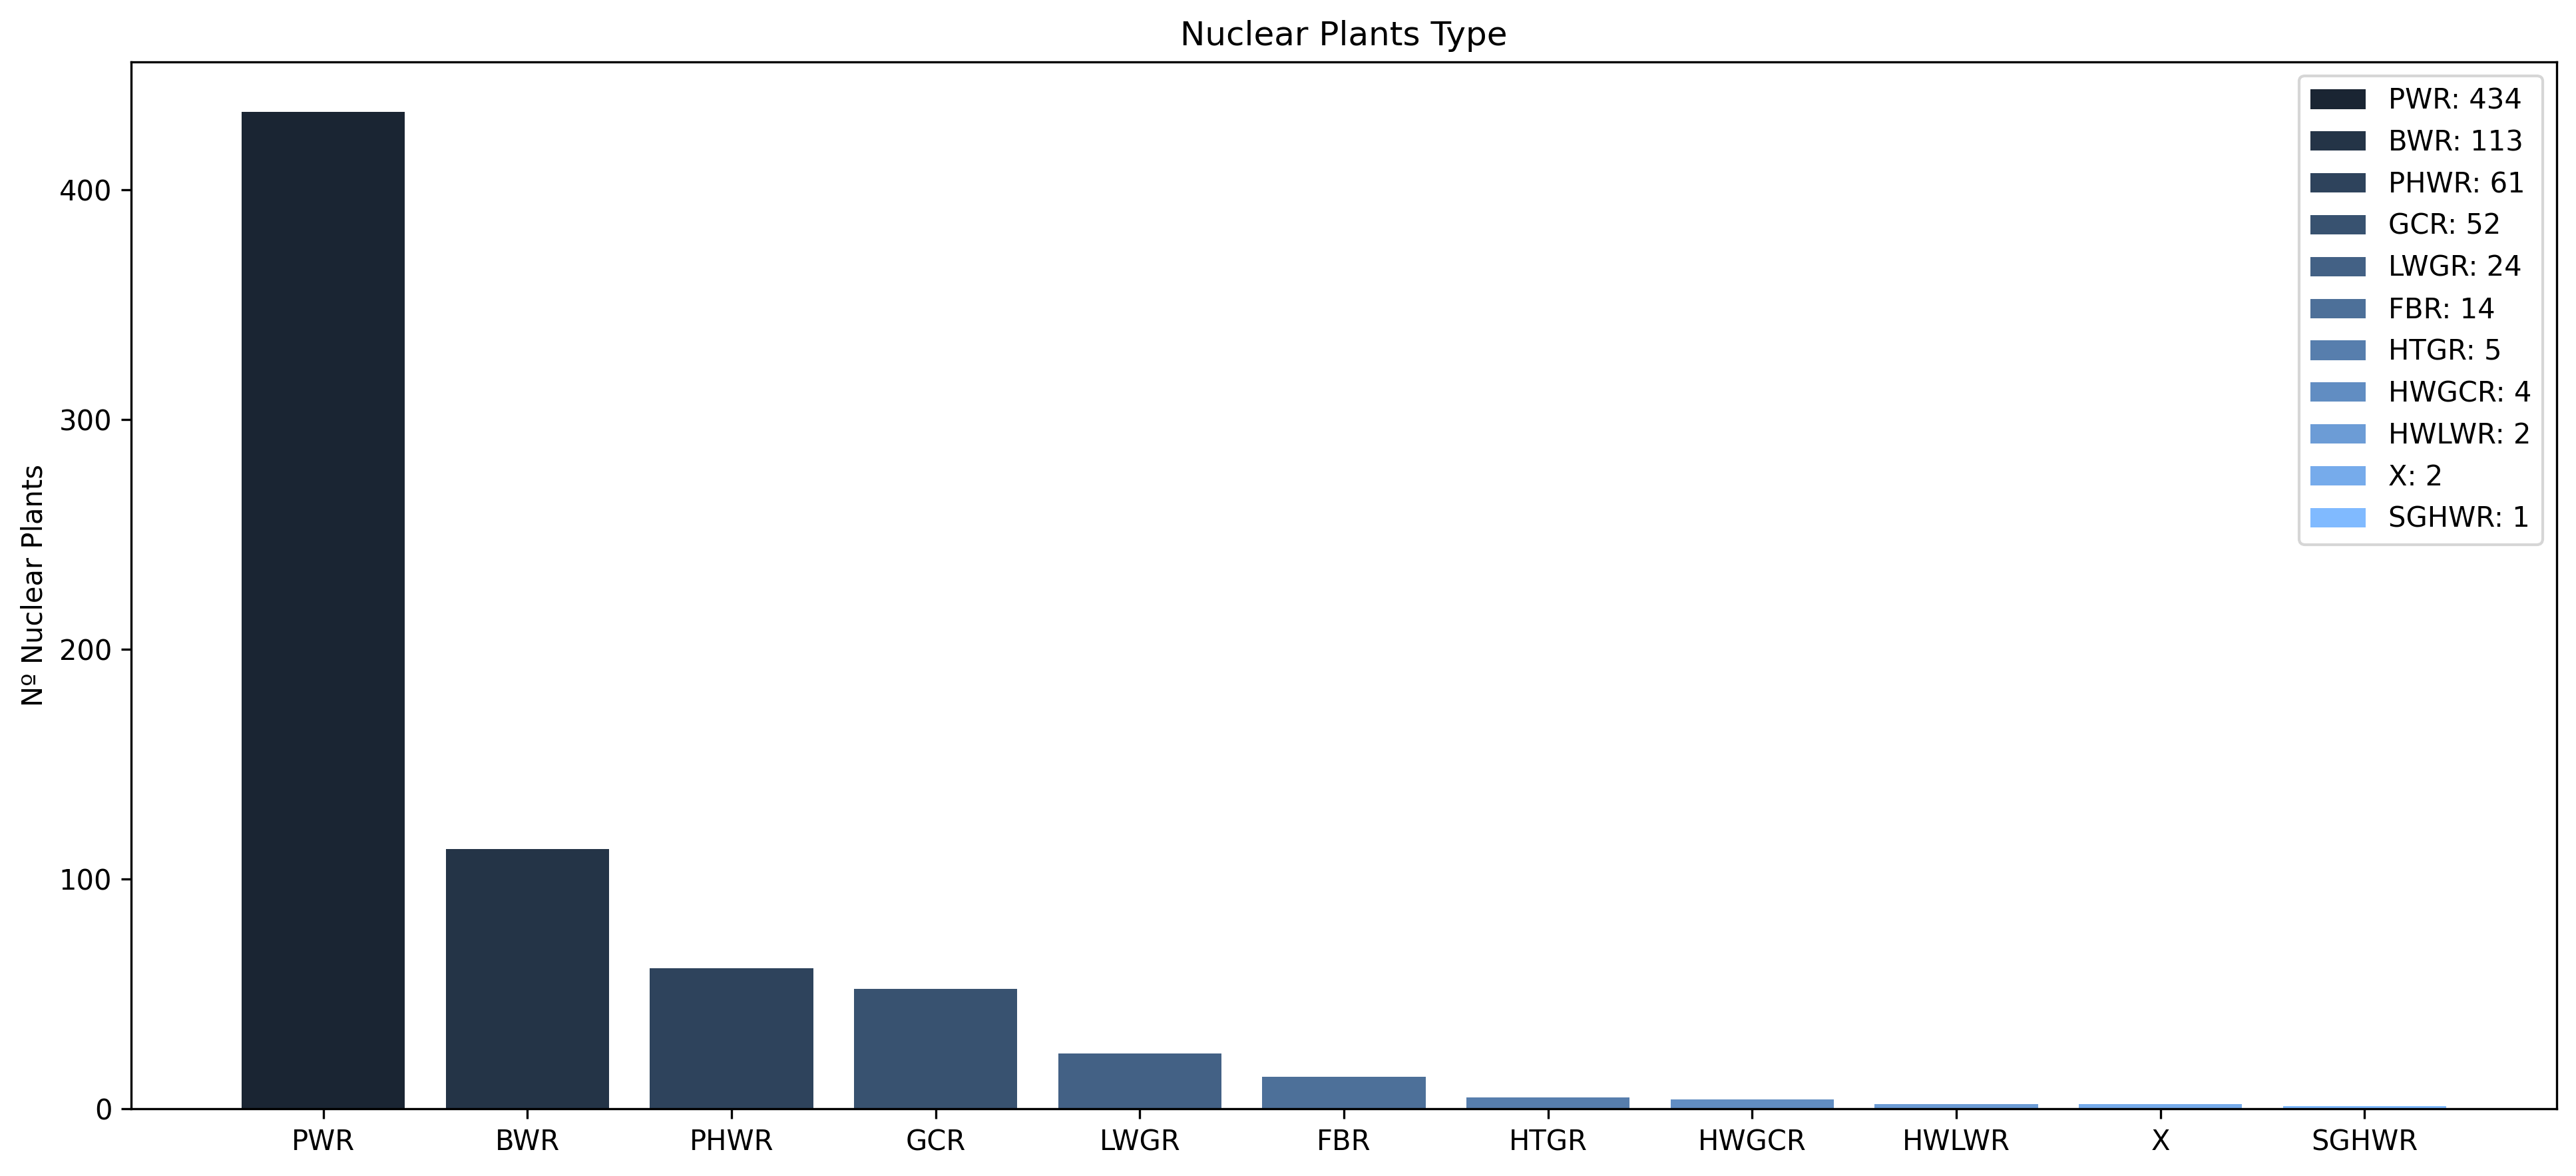 Nuclear Plants Type
Nº Nuclear Plants
400
300
200
100
0
PWR: 434
BWR: 113
PHWR: 61
GCR: 52
LWGR: 24
FBR: 14
HTGR: 5
HWGCR: 4
HWLWR: 2
X: 2
SGHWR: 1
PWR BWR PHWR GCR LWGR FBR HTGR HWGCR HWLWR X SGHWR